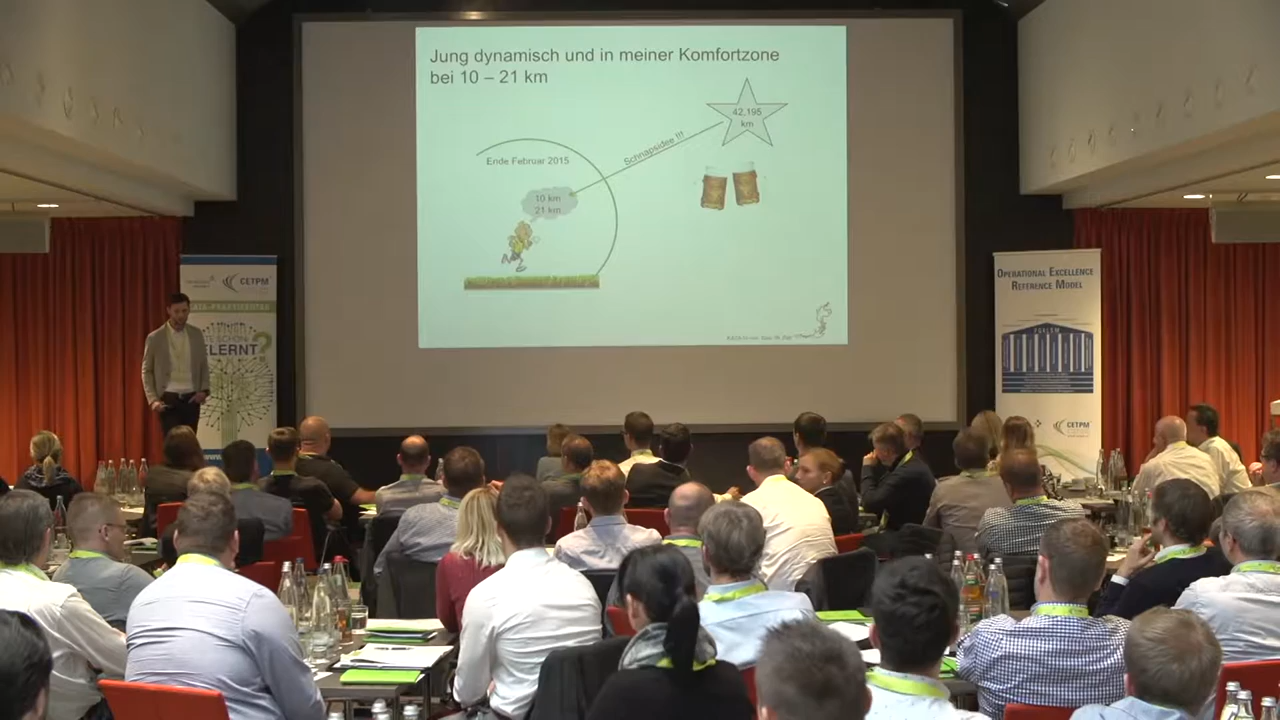 Jung dynamisch und in meiner Komfortzone
bei 10 – 21 km
42,195
km
Schnapsidee !!!
Ende Februar 2015
10 km
21 km
CETPM
ELERNT?
OPERATIONAL EXCELLENCE
REFERENCE MODEL
CETPM